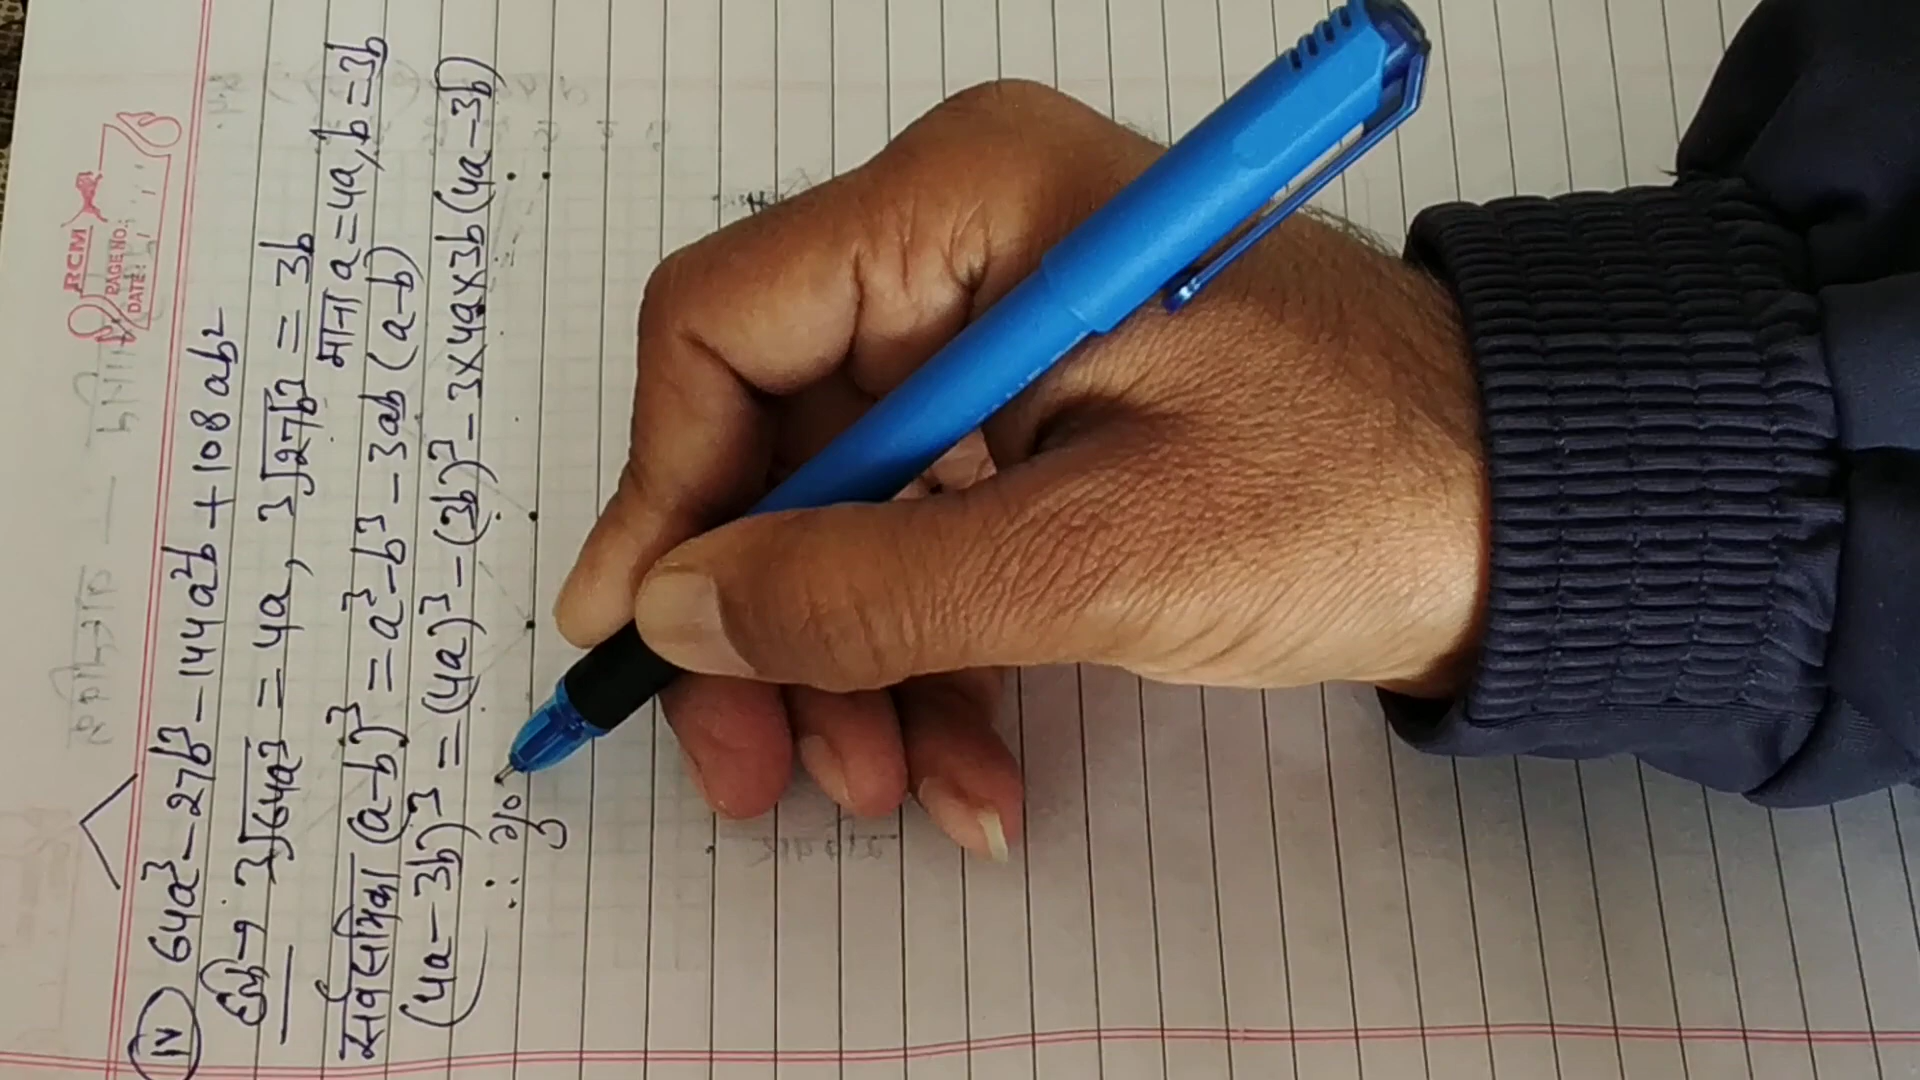 RCM
PAGE NO.:
DATE:
(iv) 64a³-27b³-144a²b+108ab²
हल→ ∛64a³ = 4a, ∛27b³ = 3b
माना a=4a, b=3b
सर्वसमिका (a-b)³ = a³-b³-3ab(a-b)
(4a-3b)³ = (4a)³-(3b)³-3×4a×3b(4a-3b)
∴ गु०